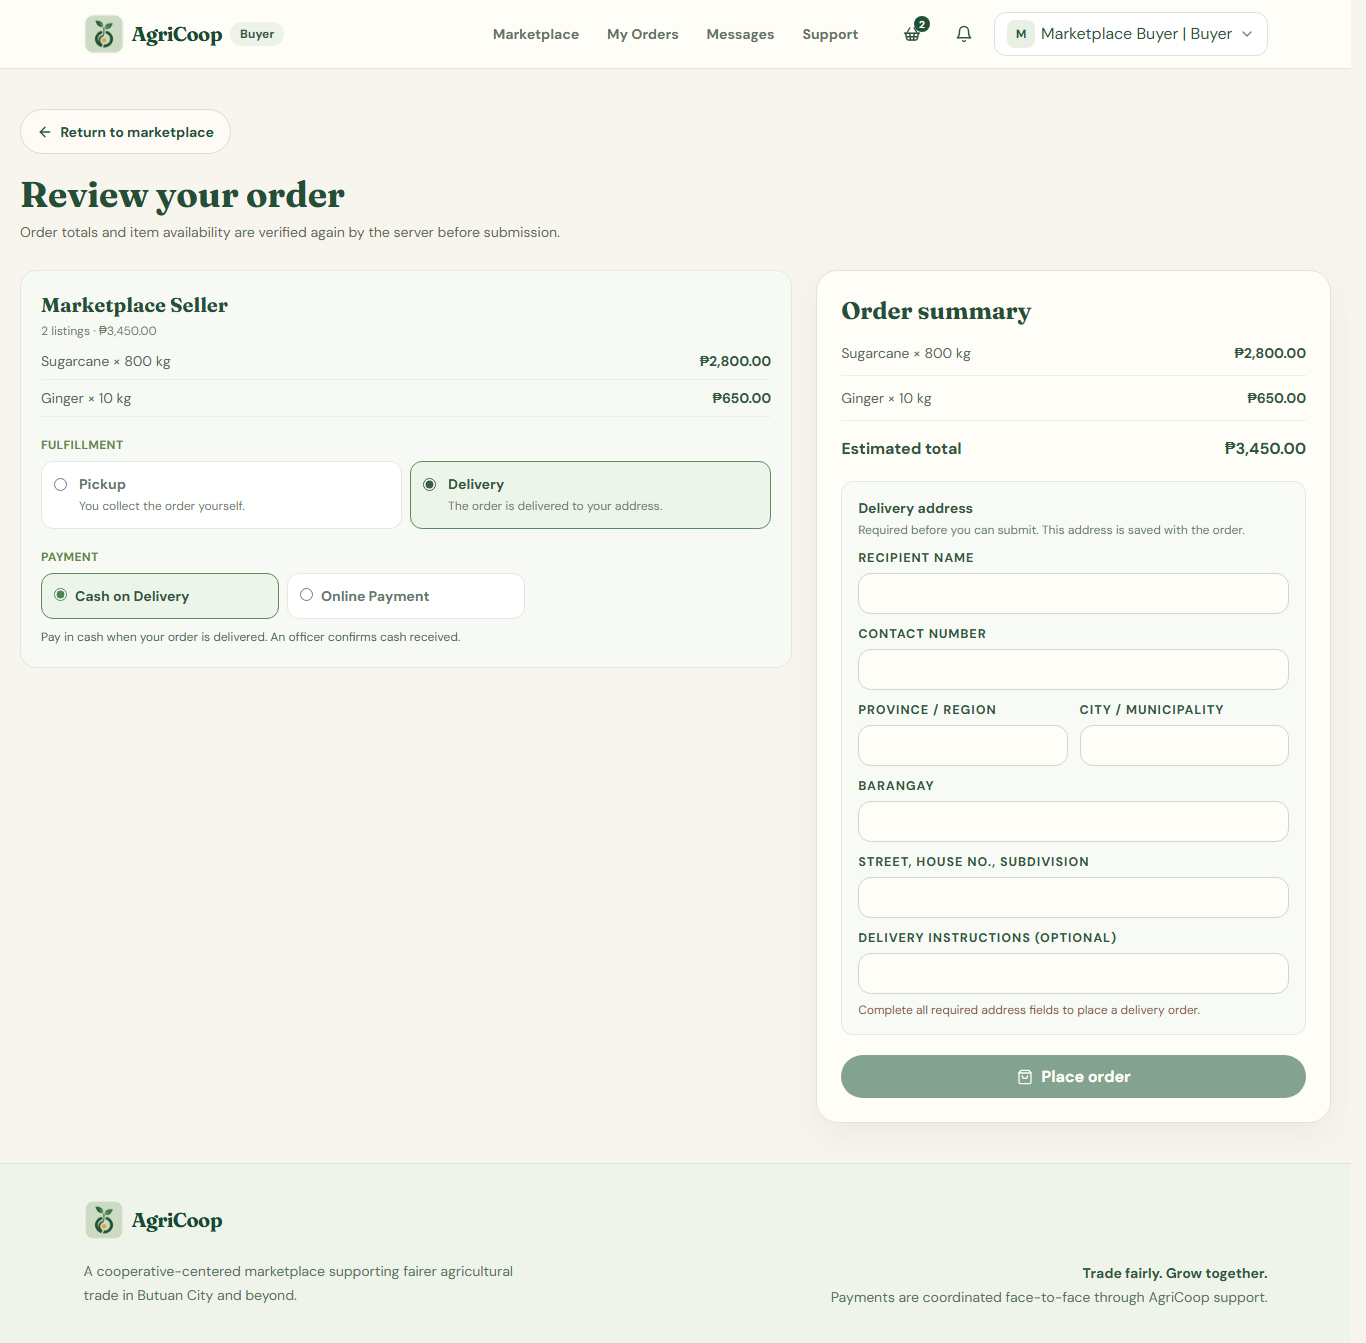 AgriCoop Buyer Marketplace My Orders Messages Support 2 M Marketplace Buyer | Buyer
Return to marketplace
Review your order
Order totals and item availability are verified again by the server before submission.
Marketplace Seller
2 listings · ₱3,450.00
Sugarcane × 800 kg ₱2,800.00
Ginger × 10 kg ₱650.00
FULFILLMENT
Pickup
You collect the order yourself.
Delivery
The order is delivered to your address.
PAYMENT
Cash on Delivery Online Payment
Pay in cash when your order is delivered. An officer confirms cash received.
Order summary
Sugarcane × 800 kg ₱2,800.00
Ginger × 10 kg ₱650.00
Estimated total ₱3,450.00
Delivery address
Required before you can submit. This address is saved with the order.
RECIPIENT NAME
CONTACT NUMBER
PROVINCE / REGION CITY / MUNICIPALITY
BARANGAY
STREET, HOUSE NO., SUBDIVISION
DELIVERY INSTRUCTIONS (OPTIONAL)
Complete all required address fields to place a delivery order.
Place order
AgriCoop
A cooperative-centered marketplace supporting fairer agricultural
trade in Butuan City and beyond.
Trade fairly. Grow together.
Payments are coordinated face-to-face through AgriCoop support.